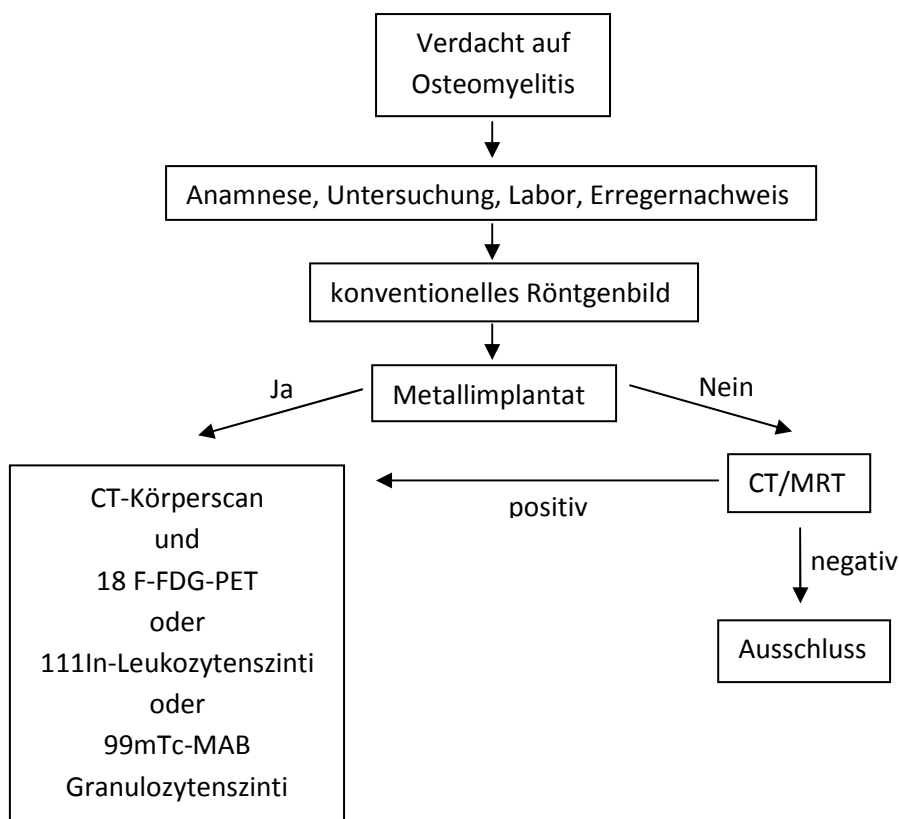 Verdacht auf
Osteomyelitis
Anamnese, Untersuchung, Labor, Erregernachweis
konventionelles Röntgenbild
Ja
Metallimplantat
Nein
CT-Körperscan
und
18 F-FDG-PET
oder
111In-Leukozytenszinti
oder
99mTc-MAB
Granulozytenszinti
positiv
CT/MRT
negativ
Ausschluss